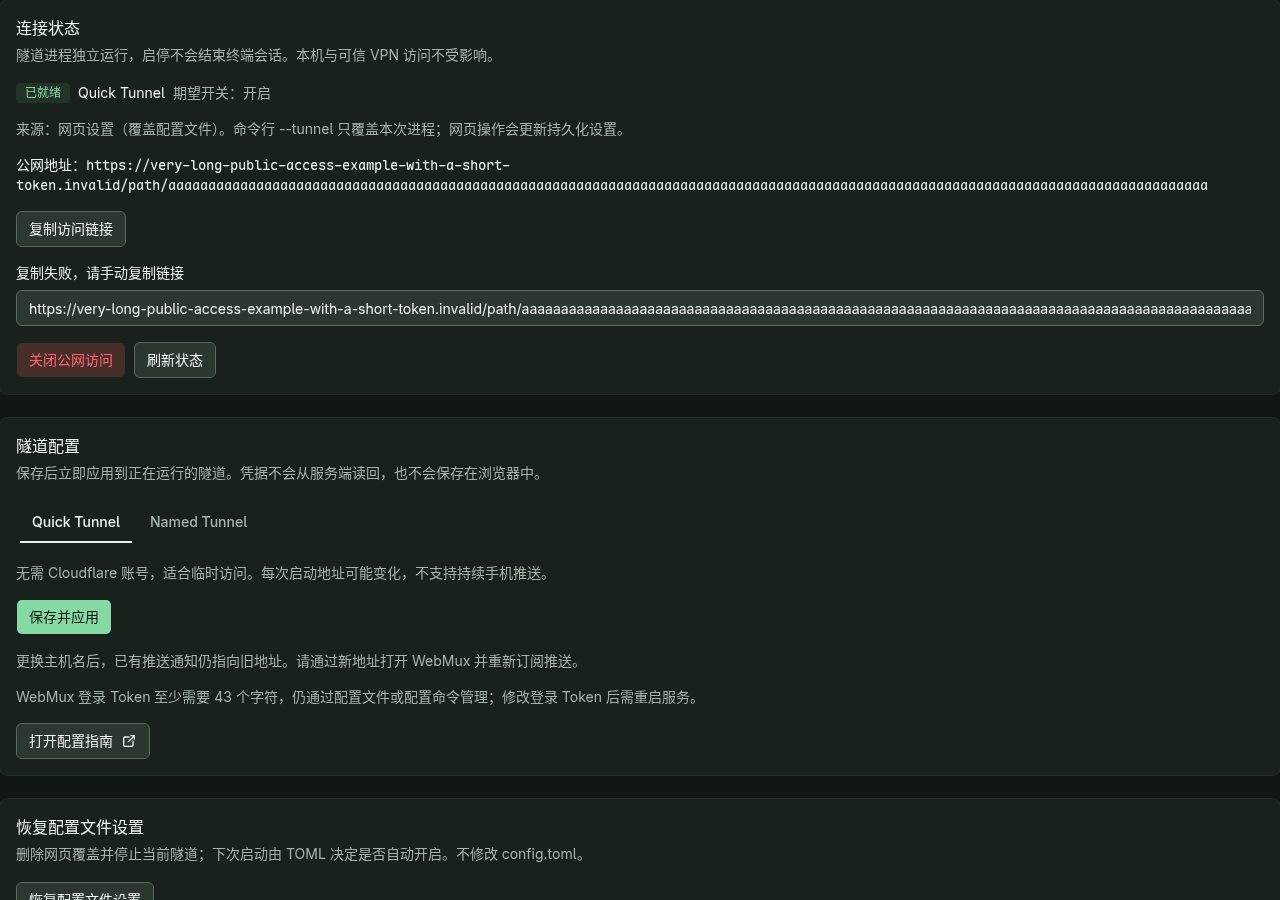 连接状态
隧道进程独立运行，启停不会结束终端会话。本机与可信 VPN 访问不受影响。
已就绪 Quick Tunnel 期望开关：开启
来源：网页设置（覆盖配置文件）。命令行 --tunnel 只覆盖本次进程；网页操作会更新持久化设置。
公网地址：https://very-long-public-access-example-with-a-short-
token.invalid/path/aaaaaaaaaaaaaaaaaaaaaaaaaaaaaaaaaaaaaaaaaaaaaaaaaaaaaaaaaaaaaaaaaaaaaaaaaaaaaaaaaaaaaaaaaaaaaaaaaaaaaaaaaaaaaaaaaaaaaaaaaaaaaaaaaa
复制访问链接
复制失败，请手动复制链接
https://very-long-public-access-example-with-a-short-token.invalid/path/aaaaaaaaaaaaaaaaaaaaaaaaaaaaaaaaaaaaaaaaaaaaaaaaaaaaaaaaaaaaaaaaaaaaaaaaaaaaaaaaaaaaaaaaaaaa
关闭公网访问 刷新状态
隧道配置
保存后立即应用到正在运行的隧道。凭据不会从服务端读回，也不会保存在浏览器中。
Quick Tunnel Named Tunnel
无需 Cloudflare 账号，适合临时访问。每次启动地址可能变化，不支持持续手机推送。
保存并应用
更换主机名后，已有推送通知仍指向旧地址。请通过新地址打开 WebMux 并重新订阅推送。
WebMux 登录 Token 至少需要 43 个字符，仍通过配置文件或配置命令管理；修改登录 Token 后需重启服务。
打开配置指南
恢复配置文件设置
删除网页覆盖并停止当前隧道；下次启动由 TOML 决定是否自动开启。不修改 config.toml。
恢复配置文件设置